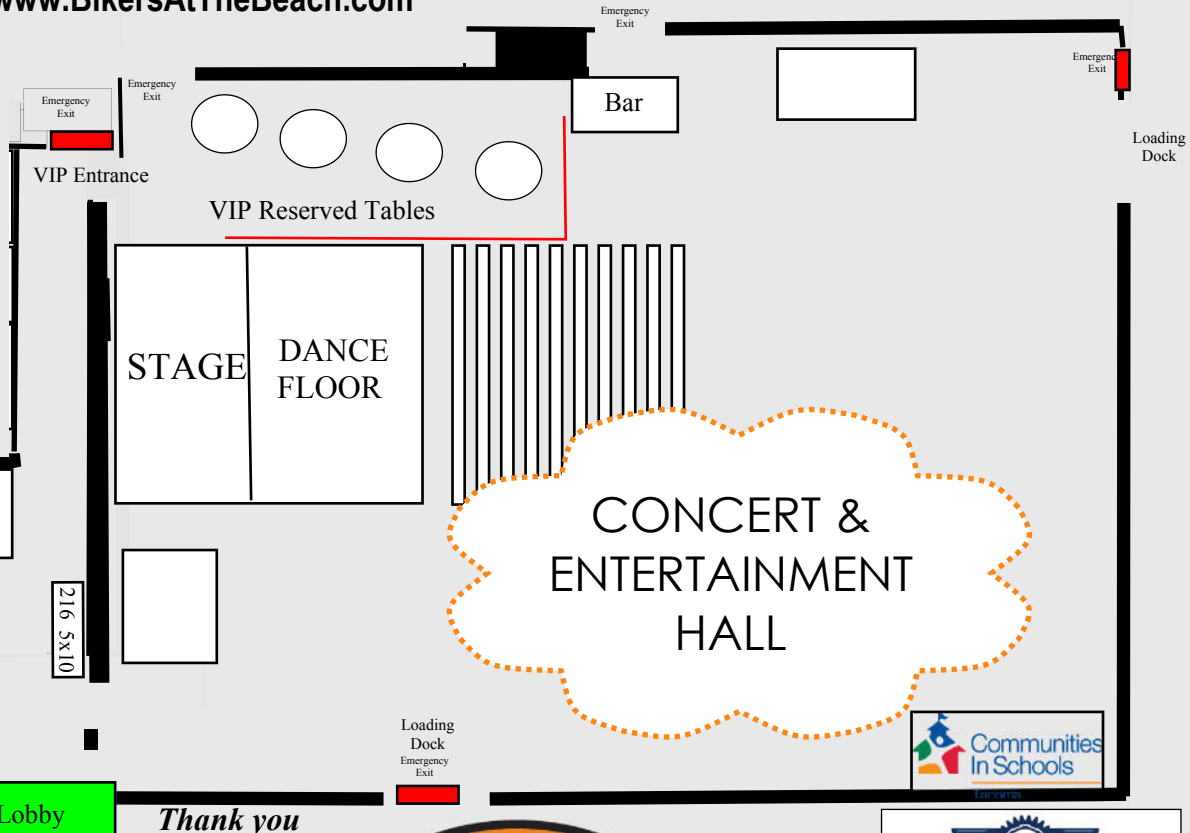 www.BikersAtTheBeach.com
Emergency
Exit
Emergency
Exit
Emergency
Exit
Emergency
Exit
Bar
Loading
Dock
VIP Entrance
VIP Reserved Tables
STAGE
DANCE
FLOOR
CONCERT &
ENTERTAINMENT
HALL
216 5x10
Loading
Dock
Emergency
Exit
Communities
In Schools
Tacoma
Lobby
Thank you